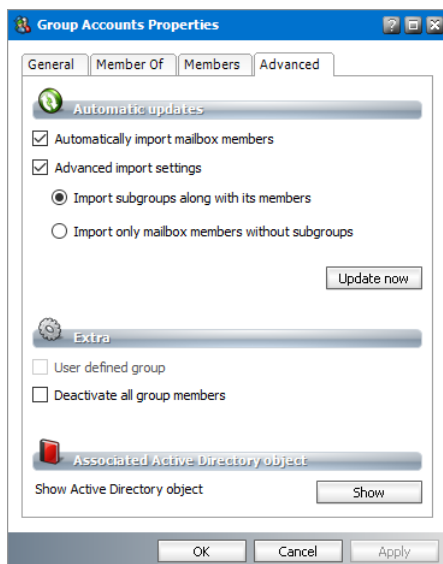 Group Accounts Properties
General Member Of Members Advanced
Automatic updates
Automatically import mailbox members
Advanced import settings
Import subgroups along with its members
Import only mailbox members without subgroups
Update now
Extra
User defined group
Deactivate all group members
Associated Active Directory object
Show Active Directory object Show
OK Cancel Apply